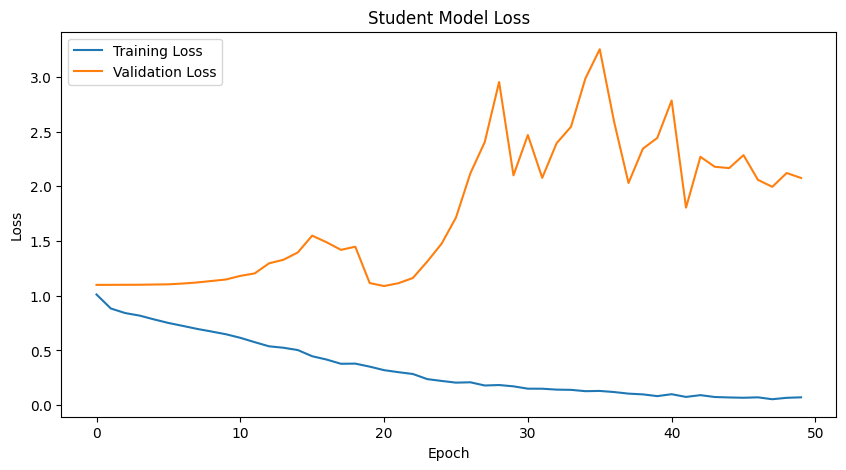 Student Model Loss
Training Loss
Validation Loss
3.0
2.5
2.0
1.5
1.0
0.5
0.0
Loss
0 10 20 30 40 50
Epoch